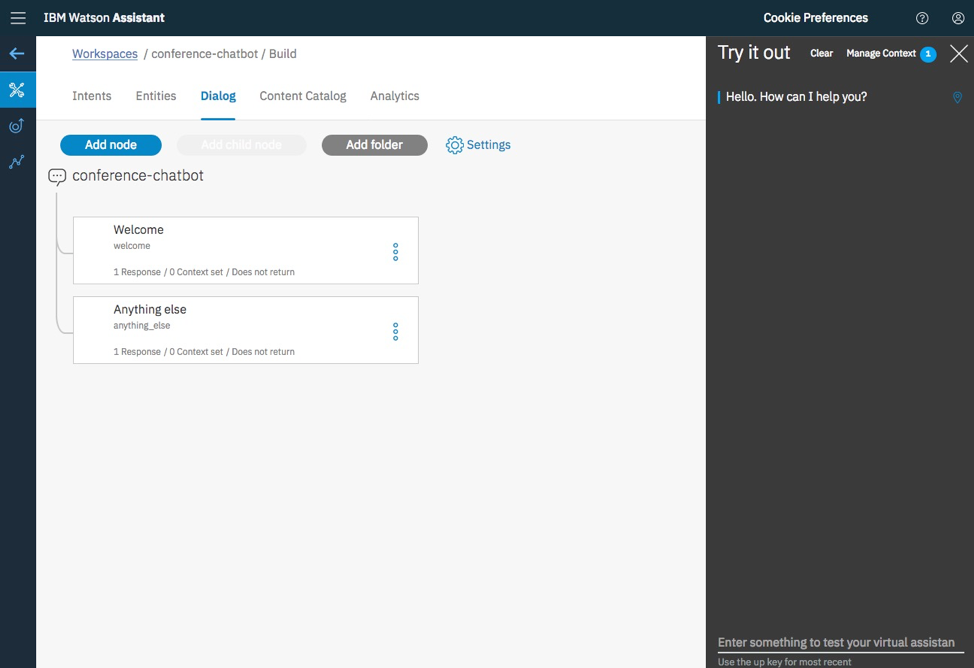 IBM Watson Assistant
Cookie Preferences
Workspaces / conference-chatbot / Build
Intents
Entities
Dialog
Content Catalog
Analytics
Add node
Add child node
Add folder
Settings
conference-chatbot
Welcome
welcome
1 Response / 0 Context set / Does not return
Anything else
anything_else
1 Response / 0 Context set / Does not return
Try it out
Clear
Manage Context 1
Hello. How can I help you?
Enter something to test your virtual assistan
Use the up key for most recent